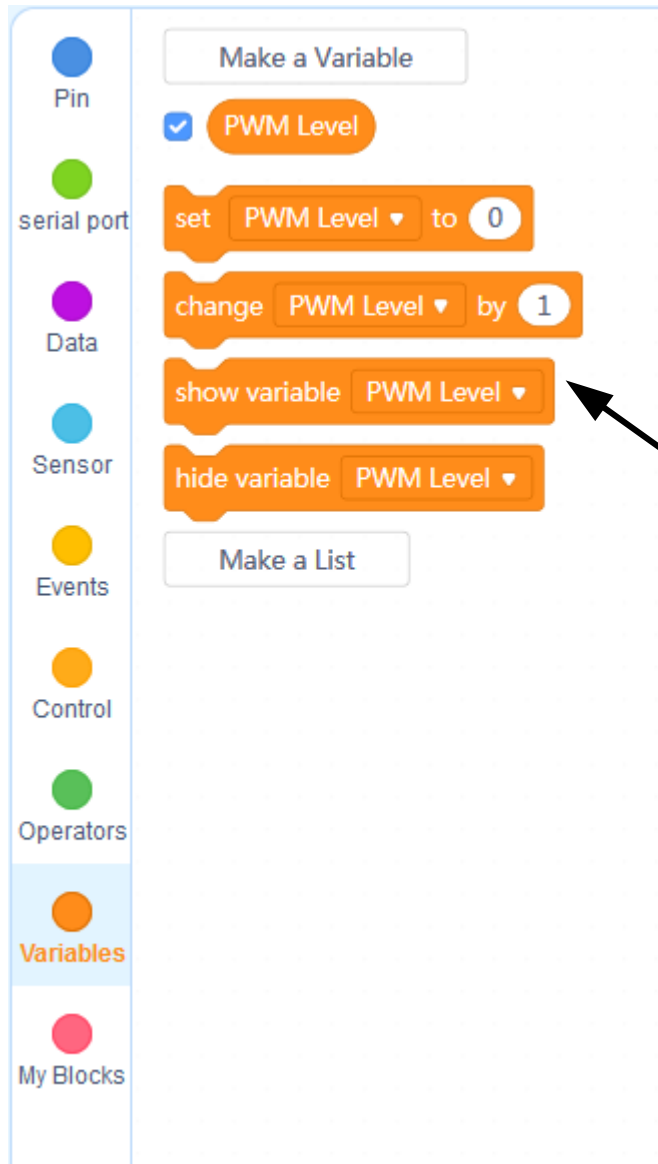 Pin
serial port
Data
Sensor
Events
Control
Operators
Variables
My Blocks
Make a Variable
PWM Level
set PWM Level to 0
change PWM Level by 1
show variable PWM Level
hide variable PWM Level
Make a List